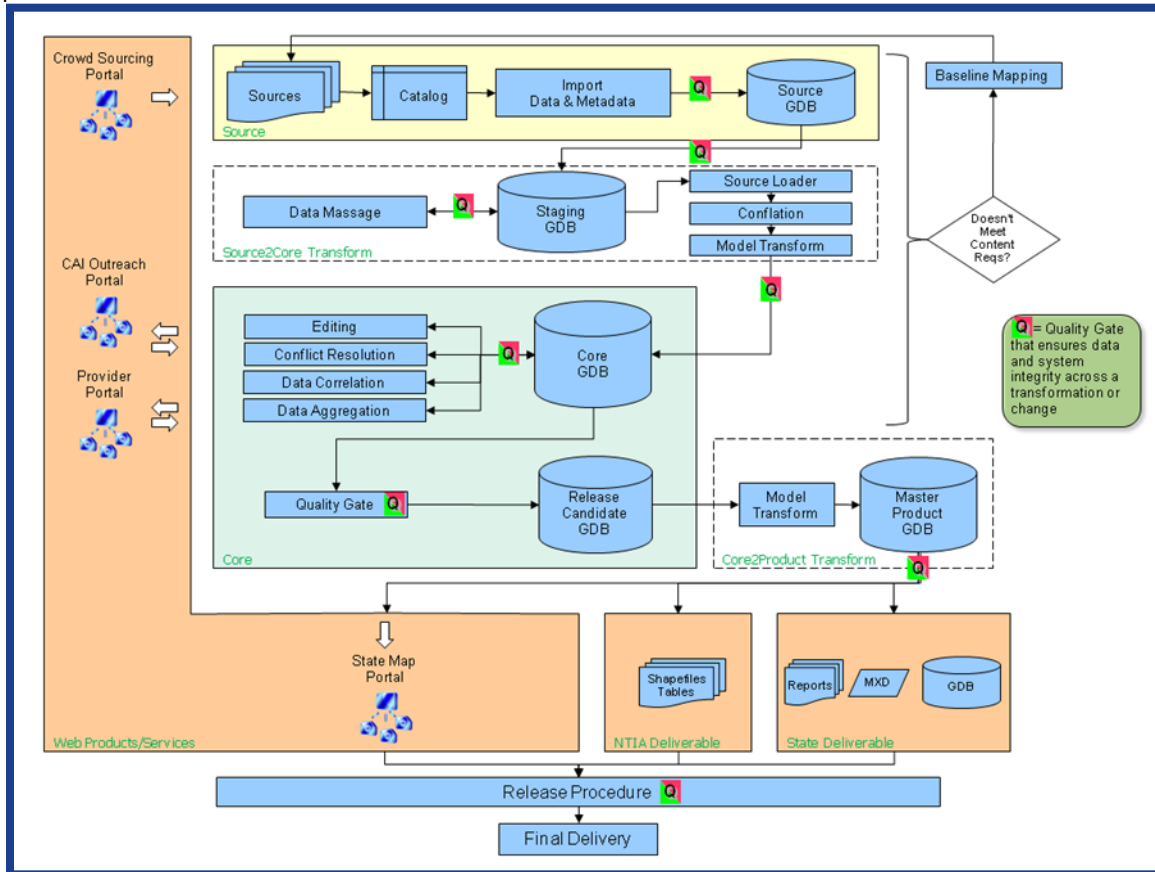 Crowd Sourcing
Portal
Sources
Catalog
Import
Data & Metadata
Q
Source
GDB
Source
Baseline Mapping
Q
Data Massage
Q
Staging
GDB
Source Loader
Conflation
Model Transform
Source2Core Transform
Doesn't
Meet
Content
Reqs?
CAI Outreach
Portal
Provider
Portal
Q
Editing
Conflict Resolution
Data Correlation
Data Aggregation
Q
Core
GDB
Q = Quality Gate
that ensures data
and system
integrity across a
transformation or
change
Quality Gate Q
Release
Candidate
GDB
Core
Model
Transform
Master
Product
GDB
Core2Product Transform
Q
State Map
Portal
Web Products/Services
Shapefiles
Tables
NTIA Deliverable
Reports
MXD
GDB
State Deliverable
Release Procedure Q
Final Delivery